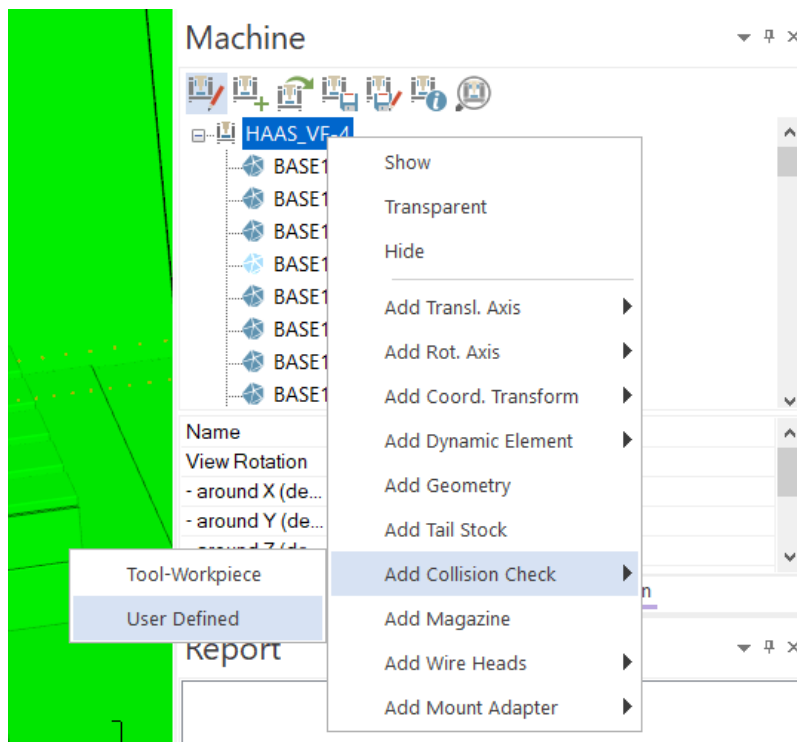 Machine
HAAS_VF-4
BASE1
BASE1
BASE1
BASE1
BASE1
BASE1
BASE1
BASE1
Show
Transparent
Hide
Add Transl. Axis
Add Rot. Axis
Add Coord. Transform
Add Dynamic Element
Add Geometry
Add Tail Stock
Add Collision Check
Add Magazine
Add Wire Heads
Add Mount Adapter
Name
View Rotation
- around X (de...
- around Y (de...
- around Z (de...
Tool-Workpiece
User Defined
n
Report